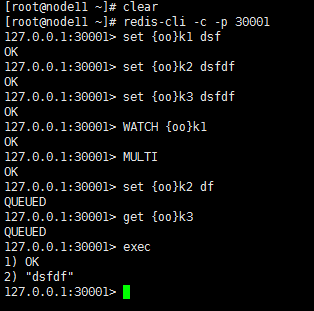 [root@node11 ~]# clear
[root@node11 ~]# redis-cli -c -p 30001
127.0.0.1:30001> set {oo}k1 dsf
OK
127.0.0.1:30001> set {oo}k2 dsfdf
OK
127.0.0.1:30001> set {oo}k3 dsfdf
OK
127.0.0.1:30001> WATCH {oo}k1
OK
127.0.0.1:30001> MULTI
OK
127.0.0.1:30001> set {oo}k2 df
QUEUED
127.0.0.1:30001> get {oo}k3
QUEUED
127.0.0.1:30001> exec
1) OK
2) "dsfdf"
127.0.0.1:30001>